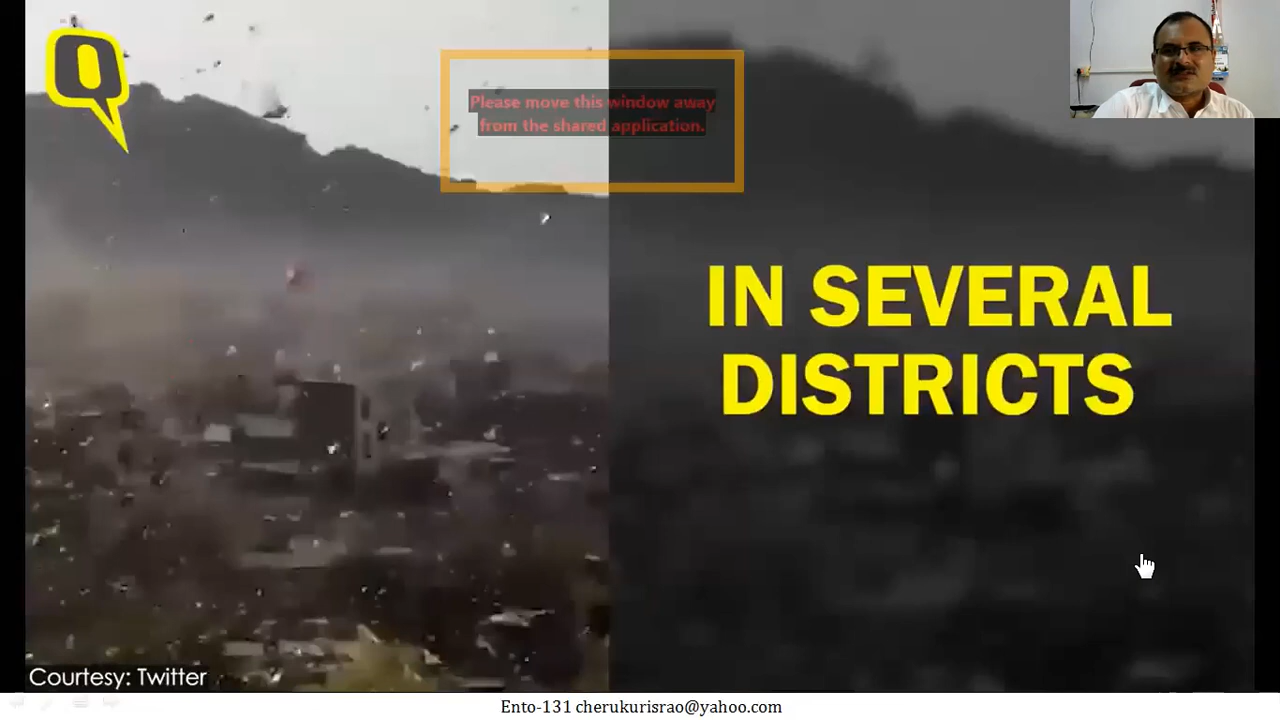 Q
Please move this window away
from the shared application.
IN SEVERAL
DISTRICTS
Courtesy: Twitter
Ento-131 cherukurisrao@yahoo.com